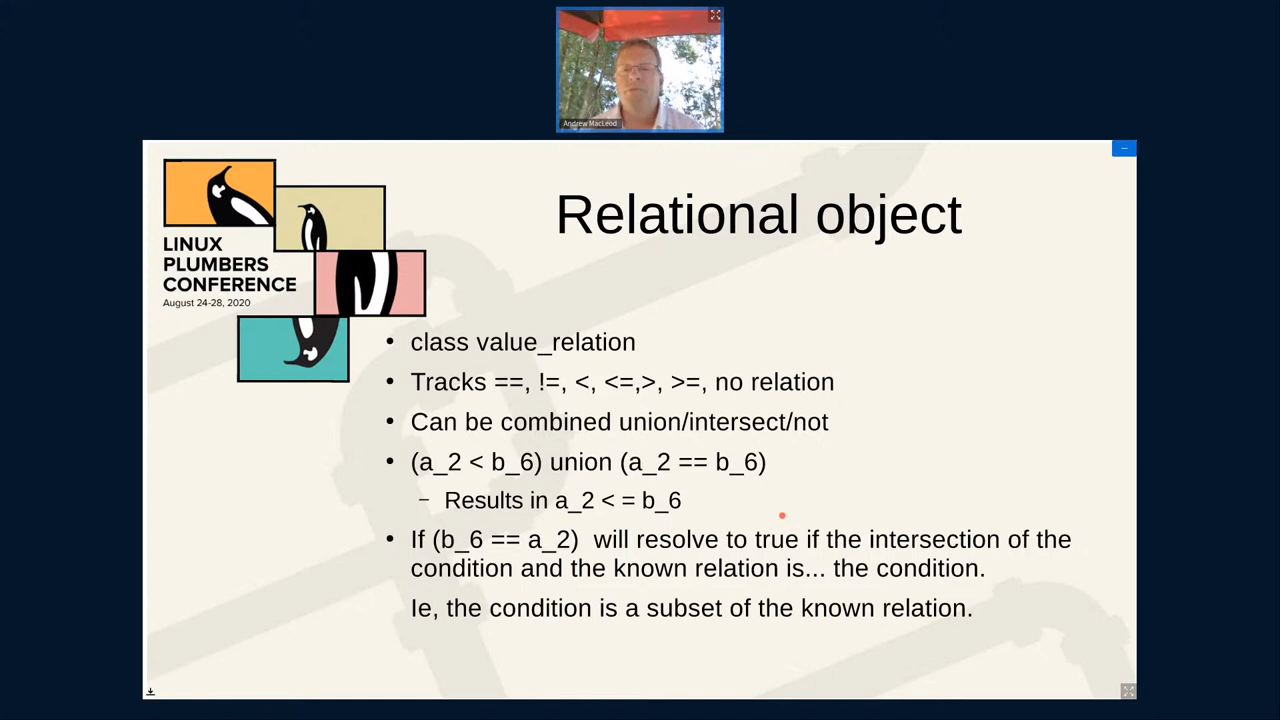 Andrew MacLeod
LINUX
PLUMBERS
CONFERENCE
August 24-28, 2020
Relational object
• class value_relation
• Tracks ==, !=, <, <=,>, >=, no relation
• Can be combined union/intersect/not
• (a_2 < b_6) union (a_2 == b_6)
– Results in a_2 < = b_6
• If (b_6 == a_2)  will resolve to true if the intersection of the
condition and the known relation is... the condition.
Ie, the condition is a subset of the known relation.